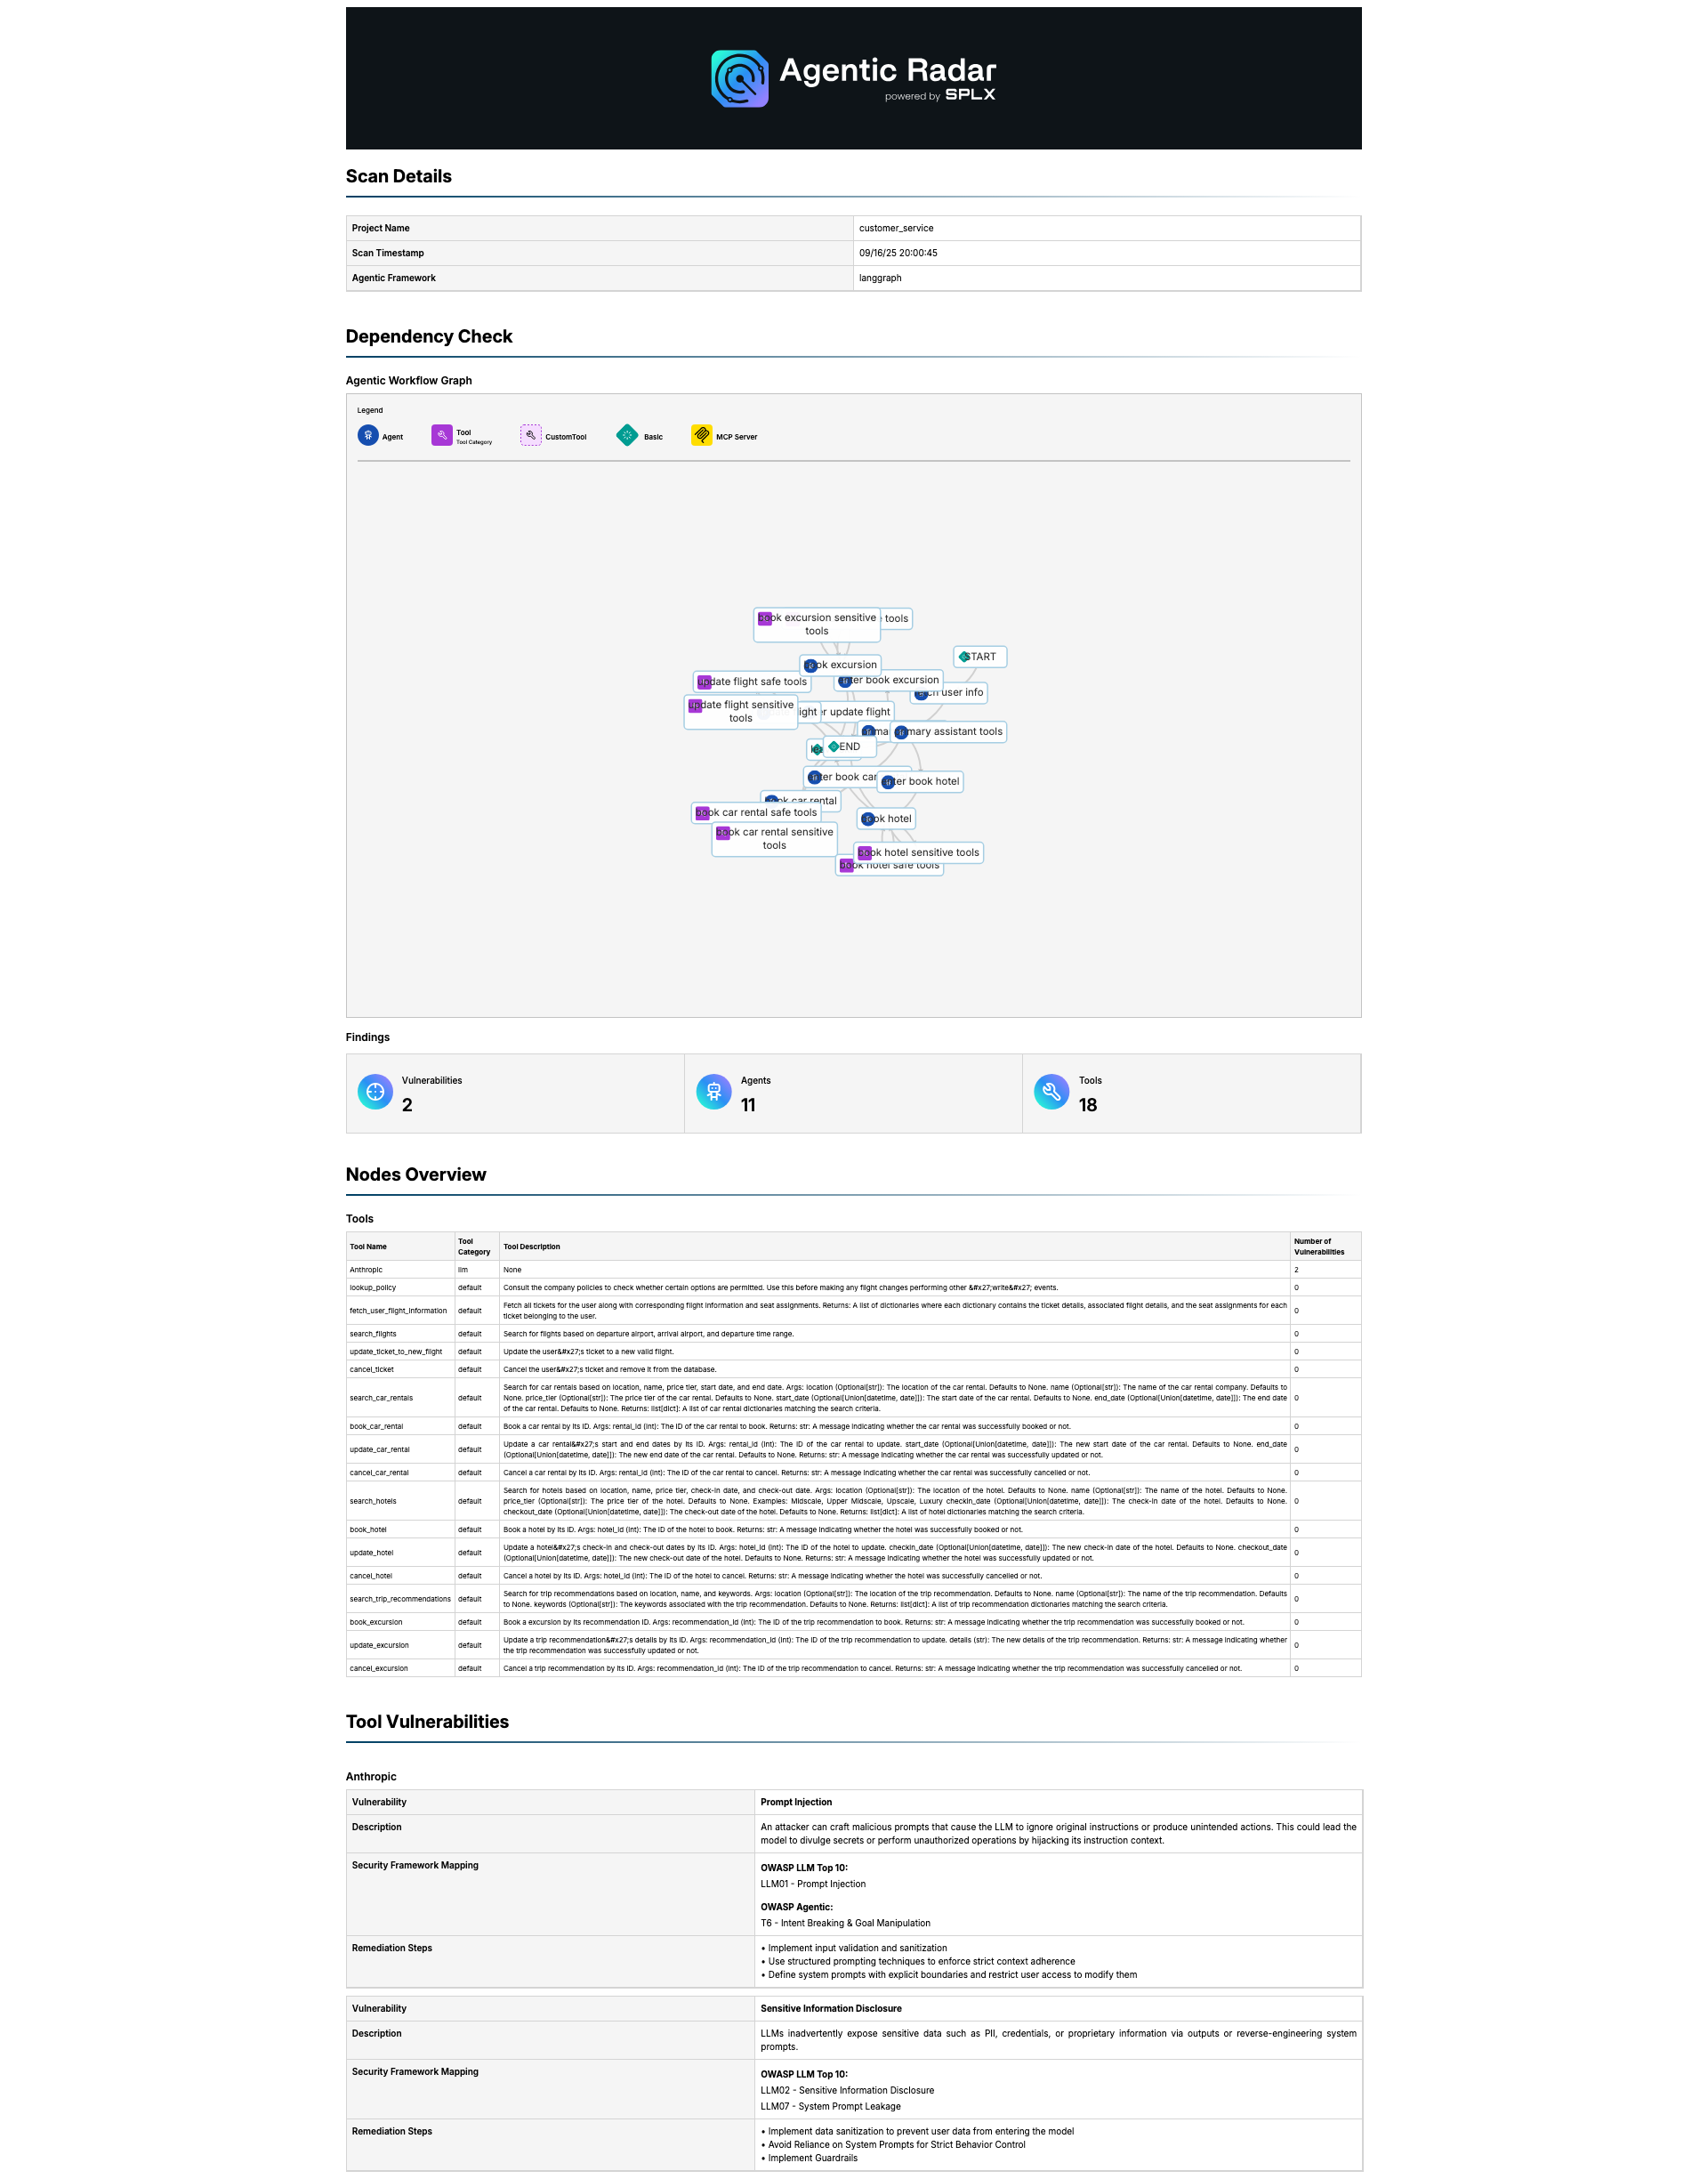 Agentic Radar
powered by SPLX
Scan Details
Project Name customer_service
Scan Timestamp 09/16/25 20:00:45
Agentic Framework langgraph
Dependency Check
Agentic Workflow Graph
Legend
Agent
Tool
Tool Category
CustomTool
Basic
MCP Server
book excursion sensitive
tools
tools
START
book excursion
update flight safe tools
enter book excursion
user info
update flight sensitive
tools
update flight
primary assistant tools
END
enter book car
enter book hotel
book car rental
book car rental safe tools
book hotel
book car rental sensitive
tools
book hotel sensitive tools
book hotel safe tools
Findings
Vulnerabilities
2
Agents
11
Tools
18
Nodes Overview
Tools
Tool Name Tool Category Tool Description Number of Vulnerabilities
Anthropic llm None 2
lookup_policy default Consult the company policies to check whether certain options are permitted. Use this before making any flight changes performing other &#x27;write&#x27; events. 0
fetch_user_flight_information default Fetch all tickets for the user along with corresponding flight information and seat assignments. Returns: A list of dictionaries where each dictionary contains the ticket details, associated flight details, and the seat assignments for each
ticket belonging to the user. 0
search_flights default Search for flights based on departure airport, arrival airport, and departure time range. 0
update_ticket_to_new_flight default Update the user&#x27;s ticket to a new valid flight. 0
cancel_ticket default Cancel the user&#x27;s ticket and remove it from the database. 0
search_car_rentals default Search for car rentals based on location, name, price tier, start date, and end date. Args: location (Optional[str]): The location of the car rental. Defaults to None. name (Optional[str]): The name of the car rental company. Defaults to
None. price_tier (Optional[str]): The price tier of the car rental. Defaults to None. start_date (Optional[Union[datetime, date]]): The start date of the car rental. Defaults to None. end_date (Optional[Union[datetime, date]]): The end date
of the car rental. Defaults to None. Returns: list[dict]: A list of car rental dictionaries matching the search criteria. 0
book_car_rental default Book a car rental by its ID. Args: rental_id (int): The ID of the car rental to book. Returns: str: A message indicating whether the car rental was successfully booked or not. 0
update_car_rental default Update a car rental&#x27;s start and end dates by its ID. Args: rental_id (int): The ID of the car rental to update. start_date (Optional[Union[datetime, date]]): The new start date of the car rental. Defaults to None. end_date
(Optional[Union[datetime, date]]): The new end date of the car rental. Defaults to None. Returns: str: A message indicating whether the car rental was successfully updated or not. 0
cancel_car_rental default Cancel a car rental by its ID. Args: rental_id (int): The ID of the car rental to cancel. Returns: str: A message indicating whether the car rental was successfully cancelled or not. 0
search_hotels default Search for hotels based on location, name, price tier, check-in date, and check-out date. Args: location (Optional[str]): The location of the hotel. Defaults to None. name (Optional[str]): The name of the hotel. Defaults to None.
price_tier (Optional[str]): The price tier of the hotel. Defaults to None. Examples: Midscale, Upper Midscale, Upscale, Luxury checkin_date (Optional[Union[datetime, date]]): The check-in date of the hotel. Defaults to None.
checkout_date (Optional[Union[datetime, date]]): The check-out date of the hotel. Defaults to None. Returns: list[dict]: A list of hotel dictionaries matching the search criteria. 0
book_hotel default Book a hotel by its ID. Args: hotel_id (int): The ID of the hotel to book. Returns: str: A message indicating whether the hotel was successfully booked or not. 0
update_hotel default Update a hotel&#x27;s check-in and check-out dates by its ID. Args: hotel_id (int): The ID of the hotel to update. checkin_date (Optional[Union[datetime, date]]): The new check-in date of the hotel. Defaults to None. checkout_date
(Optional[Union[datetime, date]]): The new check-out date of the hotel. Defaults to None. Returns: str: A message indicating whether the hotel was successfully updated or not. 0
cancel_hotel default Cancel a hotel by its ID. Args: hotel_id (int): The ID of the hotel to cancel. Returns: str: A message indicating whether the hotel was successfully cancelled or not. 0
search_trip_recommendations default Search for trip recommendations based on location, name, and keywords. Args: location (Optional[str]): The location of the trip recommendation. Defaults to None. name (Optional[str]): The name of the trip recommendation. Defaults
to None. keywords (Optional[str]): The keywords associated with the trip recommendation. Defaults to None. Returns: list[dict]: A list of trip recommendation dictionaries matching the search criteria. 0
book_excursion default Book a excursion by its recommendation ID. Args: recommendation_id (int): The ID of the trip recommendation to book. Returns: str: A message indicating whether the trip recommendation was successfully booked or not. 0
update_excursion default Update a trip recommendation&#x27;s details by its ID. Args: recommendation_id (int): The ID of the trip recommendation to update. details (str): The new details of the trip recommendation. Returns: str: A message indicating whether
the trip recommendation was successfully updated or not. 0
cancel_excursion default Cancel a trip recommendation by its ID. Args: recommendation_id (int): The ID of the trip recommendation to cancel. Returns: str: A message indicating whether the trip recommendation was successfully cancelled or not. 0
Tool Vulnerabilities
Anthropic
Vulnerability Prompt Injection
Description An attacker can craft malicious prompts that cause the LLM to ignore original instructions or produce unintended actions. This could lead the
model to divulge secrets or perform unauthorized operations by hijacking its instruction context.
Security Framework Mapping OWASP LLM Top 10:
LLM01 - Prompt Injection
OWASP Agentic:
T6 - Intent Breaking & Goal Manipulation
Remediation Steps • Implement input validation and sanitization
• Use structured prompting techniques to enforce strict context adherence
• Define system prompts with explicit boundaries and restrict user access to modify them
Vulnerability Sensitive Information Disclosure
Description LLMs inadvertently expose sensitive data such as PII, credentials, or proprietary information via outputs or reverse-engineering system
prompts.
Security Framework Mapping OWASP LLM Top 10:
LLM02 - Sensitive Information Disclosure
LLM07 - System Prompt Leakage
Remediation Steps • Implement data sanitization to prevent user data from entering the model
• Avoid Reliance on System Prompts for Strict Behavior Control
• Implement Guardrails